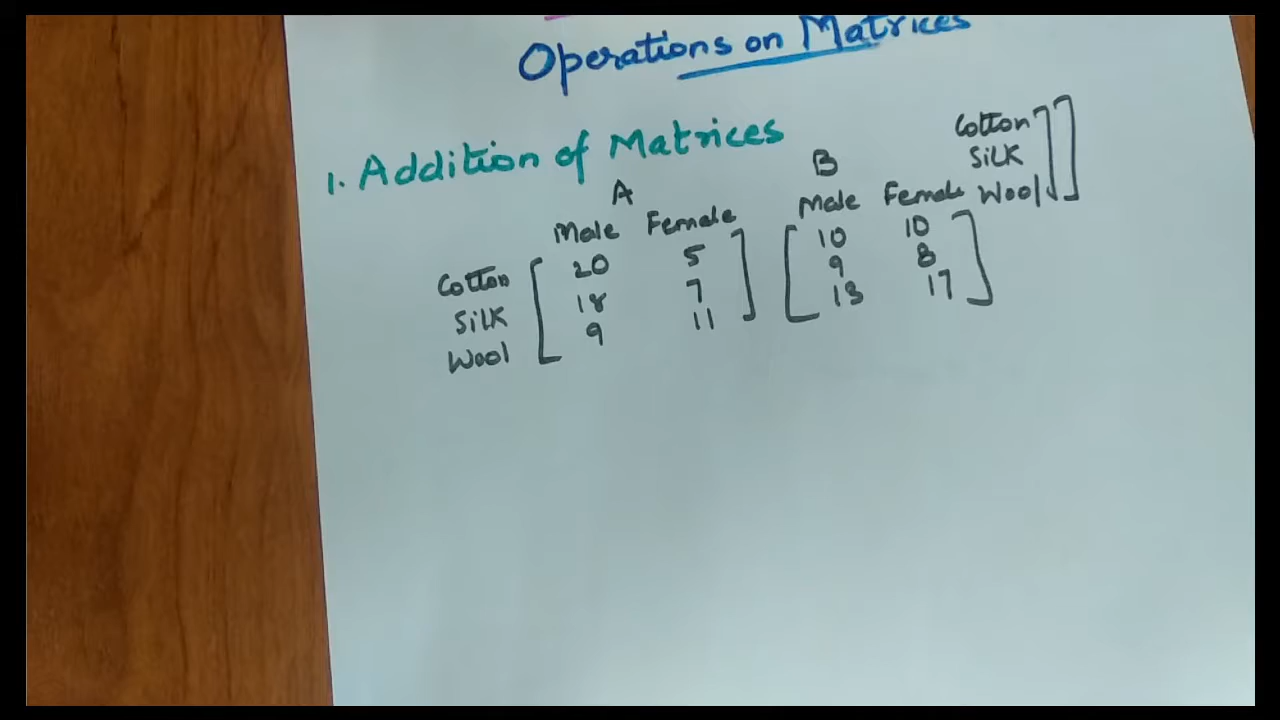 Operations on Matrices
1. Addition of Matrices
A
Male Female
Cotton [ 20 5 ]
Silk [ 18 7 ]
Wool [ 9 11 ]
B
Male Female
[ 10 10 ]
[ 9 8 ]
[ 13 17 ]
Cotton ] ]
SiLK ] ]
Wool ] ]